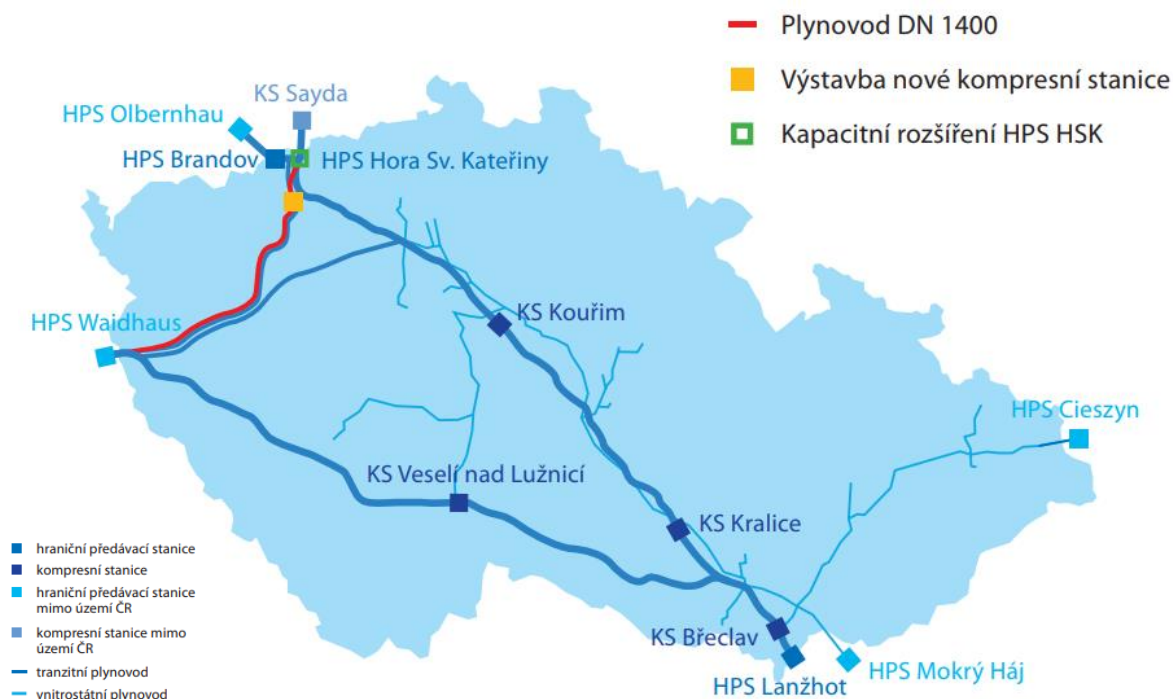 Plynovod DN 1400
Výstavba nové kompresní stanice
Kapacitní rozšíření HPS HSK
KS Sayda
HPS Olbernhau
HPS Brandov
HPS Hora Sv. Kateřiny
HPS Waidhaus
KS Kouřim
HPS Cieszyn
KS Veselí nad Lužnicí
KS Kralice
KS Břeclav
HPS Mokrý Háj
HPS Lanžhot
hraniční předávací stanice
kompresní stanice
hraniční předávací stanice
mimo území ČR
kompresní stanice mimo
území ČR
tranzitní plynovod
vnitrostátní plynovod